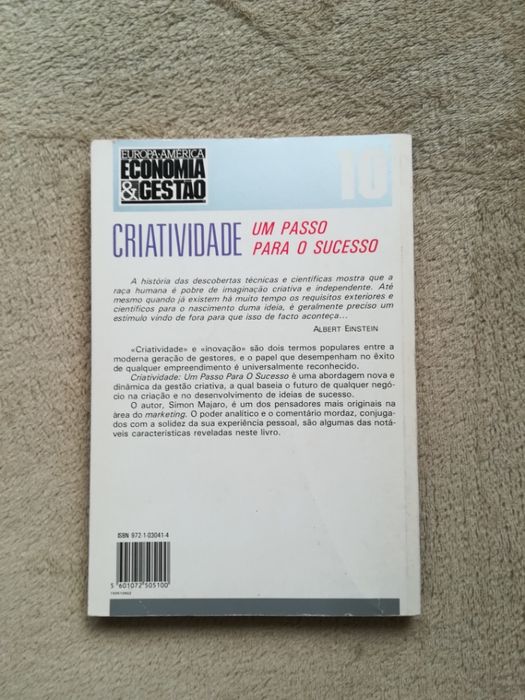 EUROPA-AMÉRICA
ECONOMIA
&GESTÃO
10
CRIATIVIDADE UM PASSO
PARA O SUCESSO
A história das descobertas técnicas e científicas mostra que a
raça humana é pobre de imaginação criativa e independente. Até
mesmo quando já existem há muito tempo os requisitos exteriores e
científicos para o nascimento duma ideia, é geralmente preciso um
estímulo vindo de fora para que isso de facto aconteça...
ALBERT EINSTEIN
«Criatividade» e «inovação» são dois termos populares entre a
moderna geração de gestores, e o papel que desempenham no êxito
de qualquer empreendimento é universalmente reconhecido.
Criatividade: Um Passo Para O Sucesso é uma abordagem nova e
dinâmica da gestão criativa, a qual baseia o futuro de qualquer negó-
cio na criação e no desenvolvimento de ideias de sucesso.
O autor, Simon Majaro, é um dos pensadores mais originais na
área do marketing. O poder analítico e o comentário mordaz, conjuga-
dos com a solidez da sua experiência pessoal, são algumas das notá-
veis características reveladas neste livro.
ISBN 972-1-03041-4
5 601072 505100